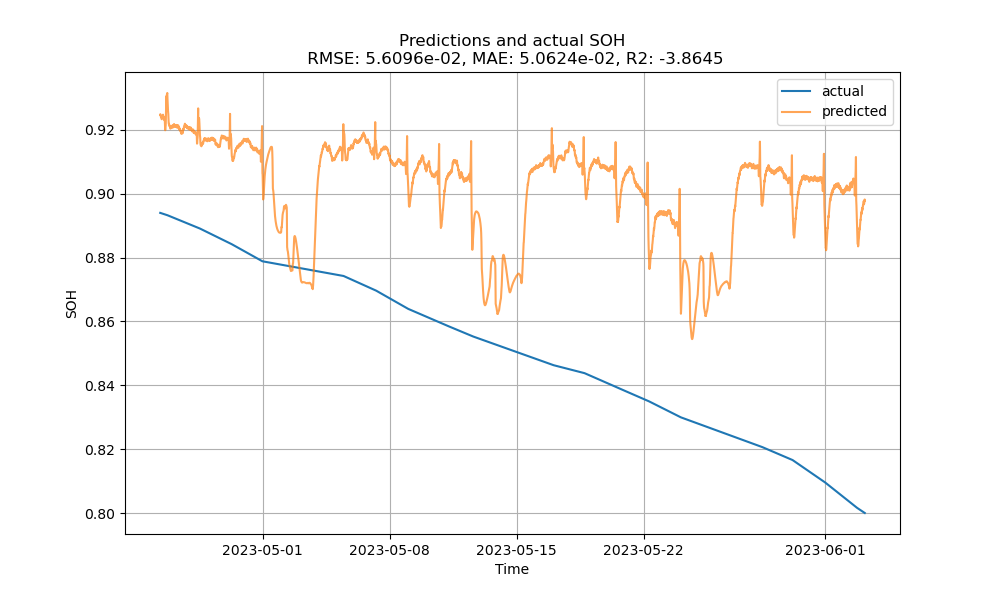 Predictions and actual SOH
RMSE: 5.6096e-02, MAE: 5.0624e-02, R2: -3.8645
actual
predicted
SOH
0.92
0.90
0.88
0.86
0.84
0.82
0.80
2023-05-01
2023-05-08
2023-05-15
2023-05-22
2023-06-01
Time